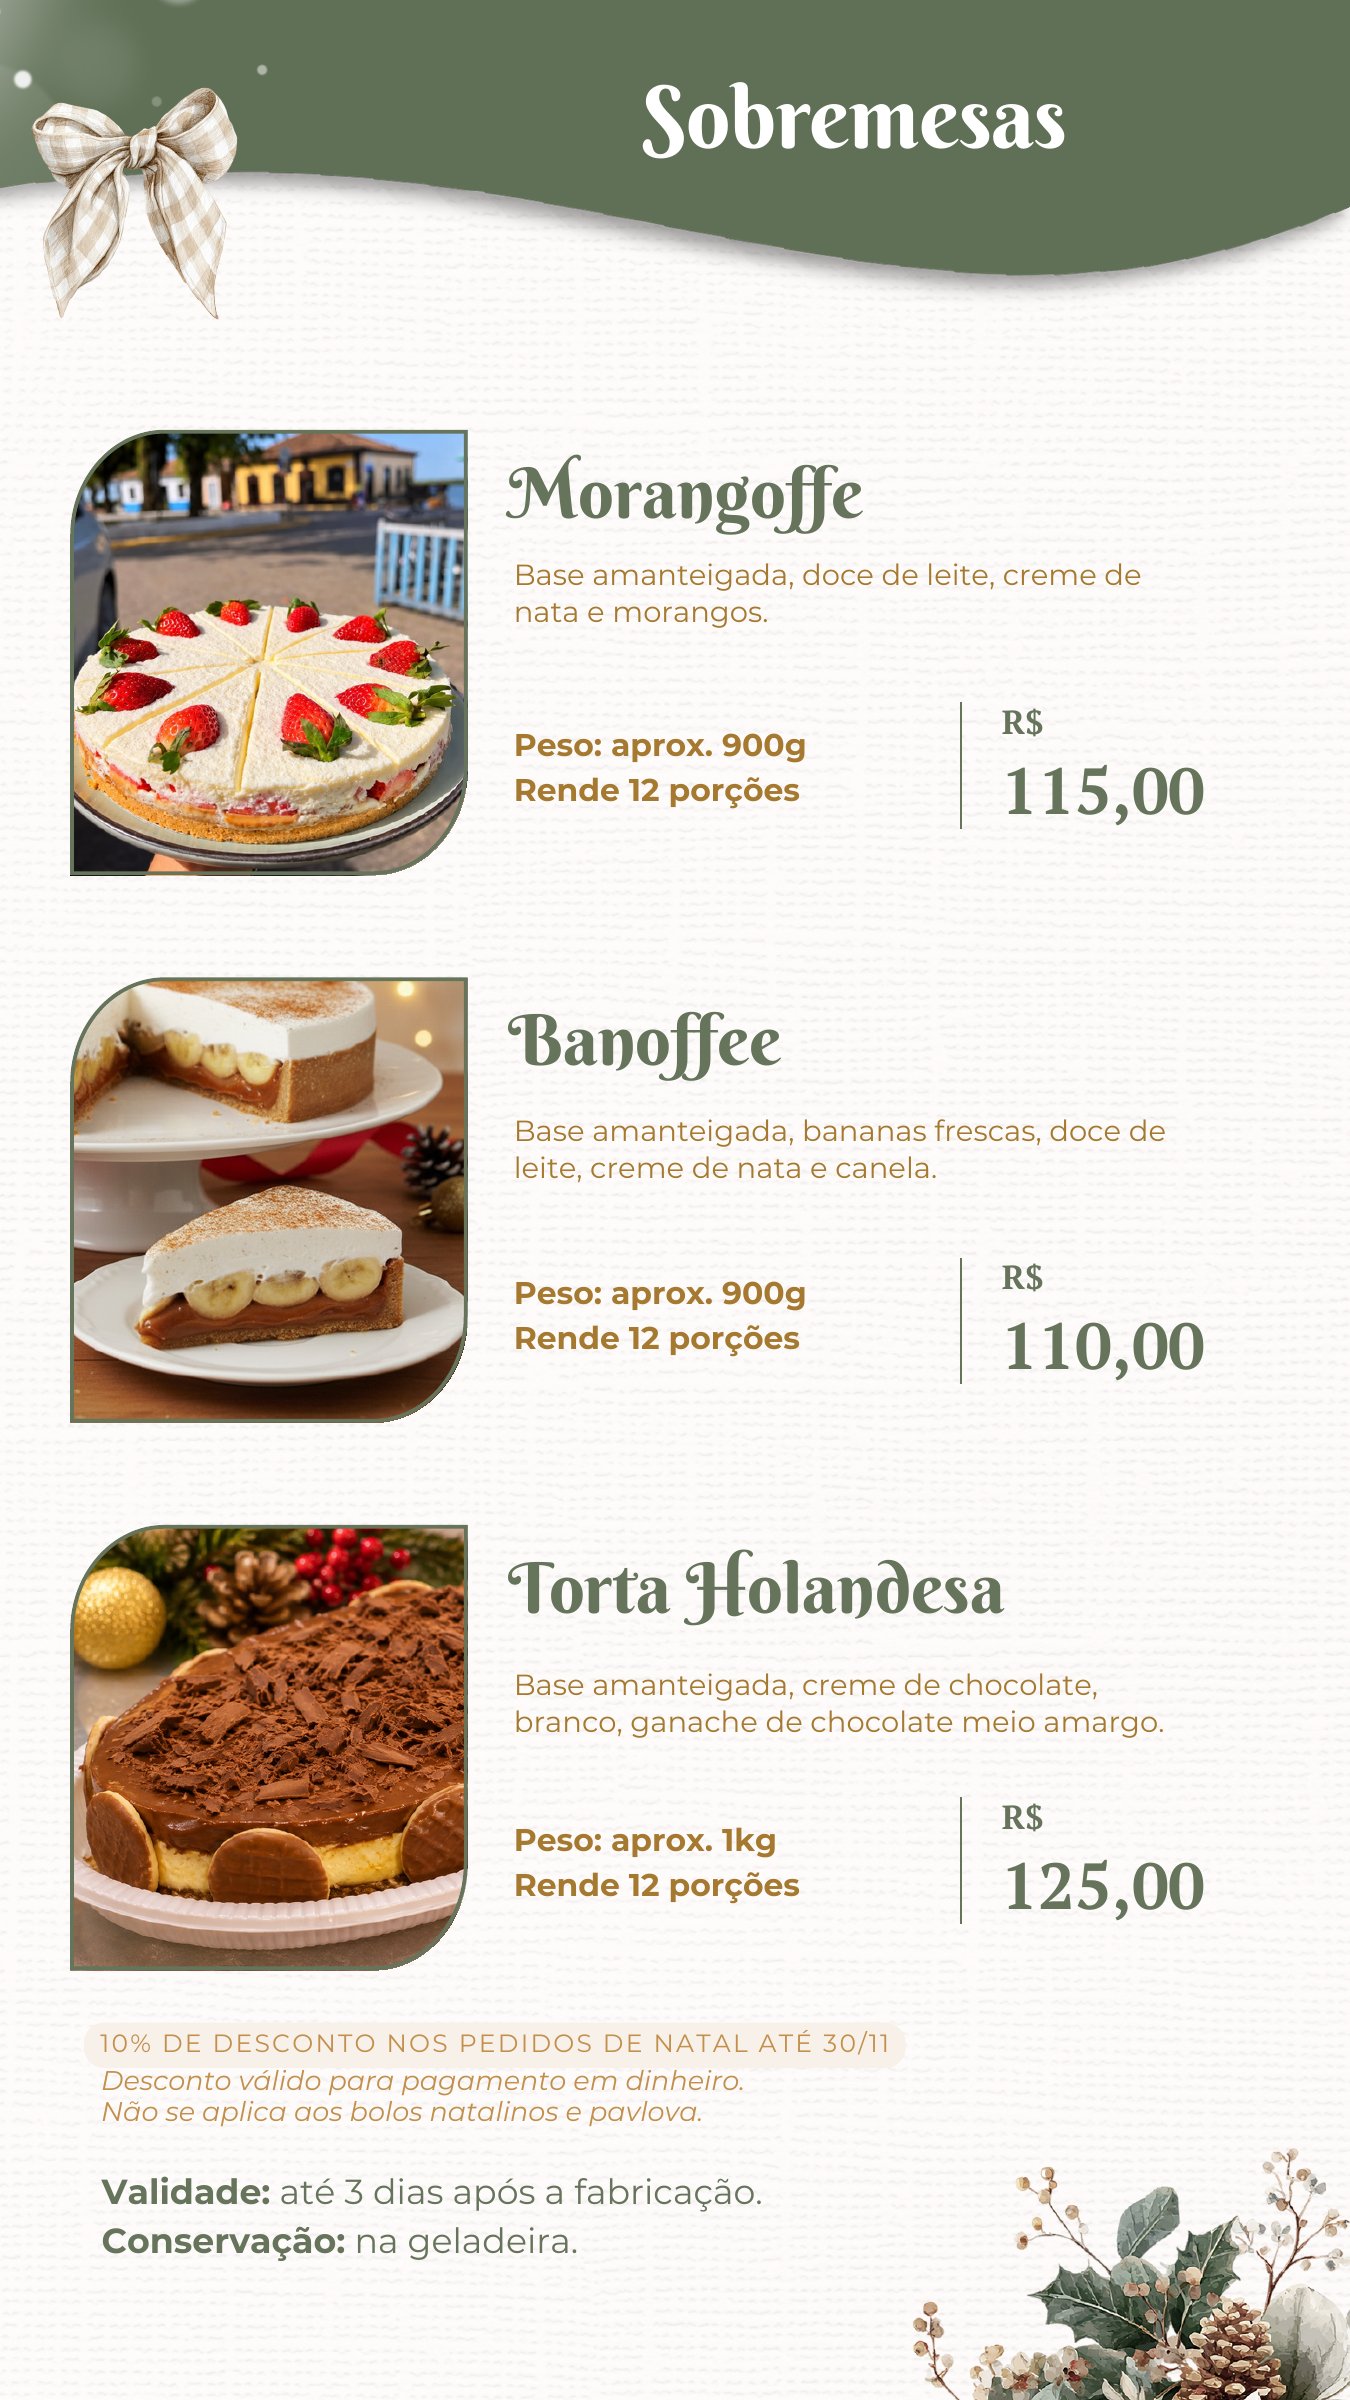 Sobremesas
Morangoffe
Base amanteigada, doce de leite, creme de
nata e morangos.
Peso: aprox. 900g
Rende 12 porções
R$
115,00
Banoffee
Base amanteigada, bananas frescas, doce de
leite, creme de nata e canela.
Peso: aprox. 900g
Rende 12 porções
R$
110,00
Torta Holandesa
Base amanteigada, creme de chocolate,
branco, ganache de chocolate meio amargo.
Peso: aprox. 1kg
Rende 12 porções
R$
125,00
10% DE DESCONTO NOS PEDIDOS DE NATAL ATÉ 30/11
Desconto válido para pagamento em dinheiro.
Não se aplica aos bolos natalinos e pavlova.
Validade: até 3 dias após a fabricação.
Conservação: na geladeira.